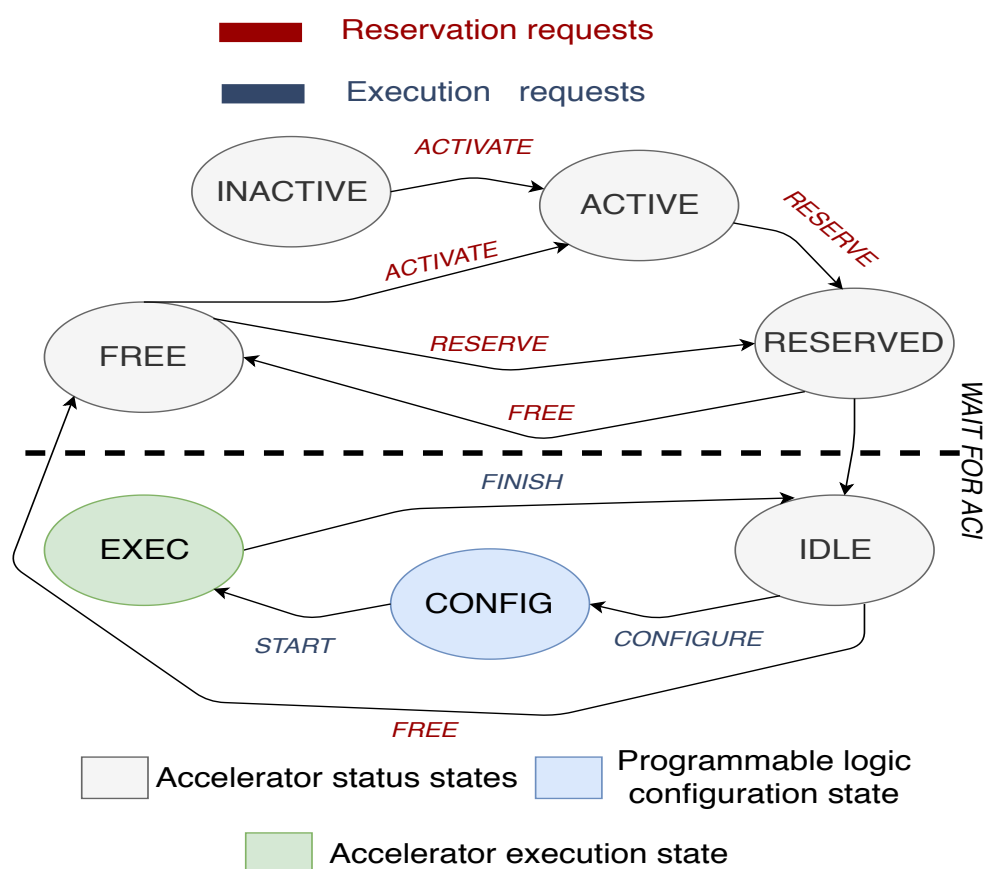 Reservation requests
Execution requests
ACTIVATE
INACTIVE
ACTIVE
RESERVE
ACTIVATE
FREE
RESERVE
RESERVED
FREE
WAIT FOR ACI
FINISH
EXEC
IDLE
CONFIG
START
CONFIGURE
FREE
Accelerator status states
Programmable logic
configuration state
Accelerator execution state